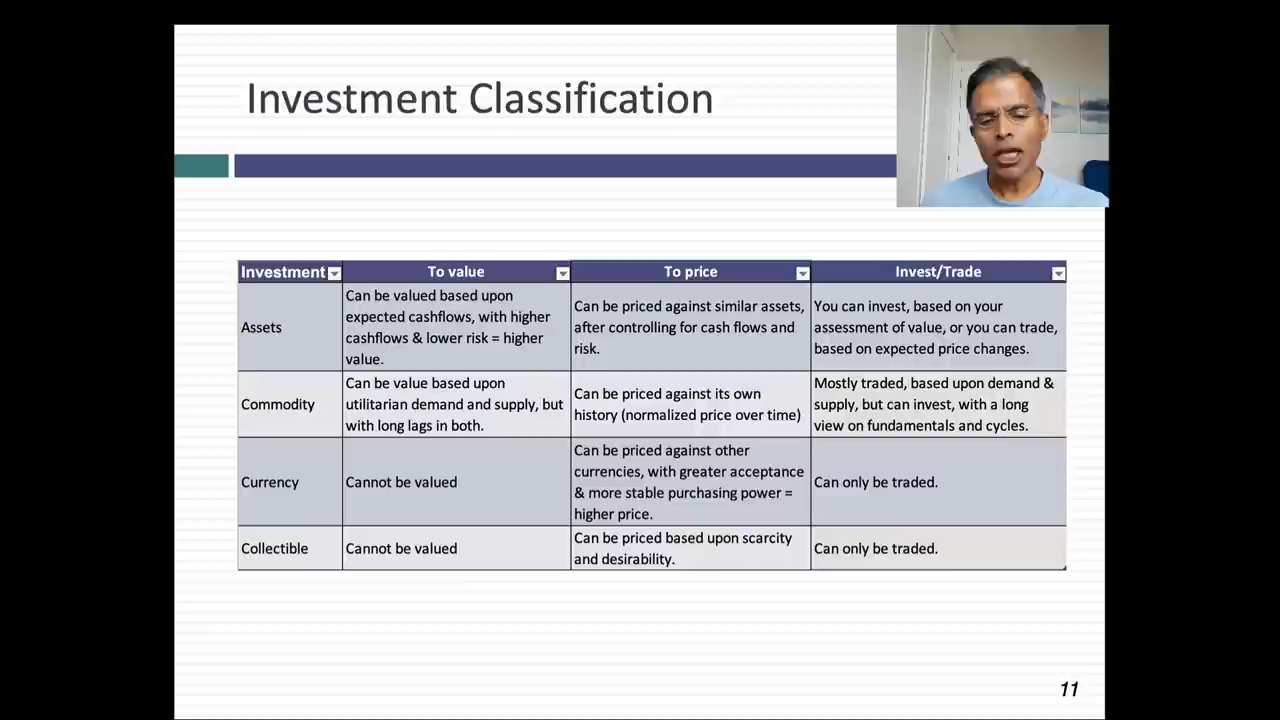 Investment Classification
Investment To value To price Invest/Trade
Assets
Can be valued based upon
expected cashflows, with higher
cashflows & lower risk = higher
value.
Can be priced against similar assets,
after controlling for cash flows and
risk.
You can invest, based on your
assessment of value, or you can trade,
based on expected price changes.
Commodity
Can be value based upon
utilitarian demand and supply, but
with long lags in both.
Can be priced against its own
history (normalized price over time)
Mostly traded, based upon demand &
supply, but can invest, with a long
view on fundamentals and cycles.
Currency
Cannot be valued
Can be priced against other
currencies, with greater acceptance
& more stable purchasing power =
higher price.
Can only be traded.
Collectible
Cannot be valued
Can be priced based upon scarcity
and desirability.
Can only be traded.
11